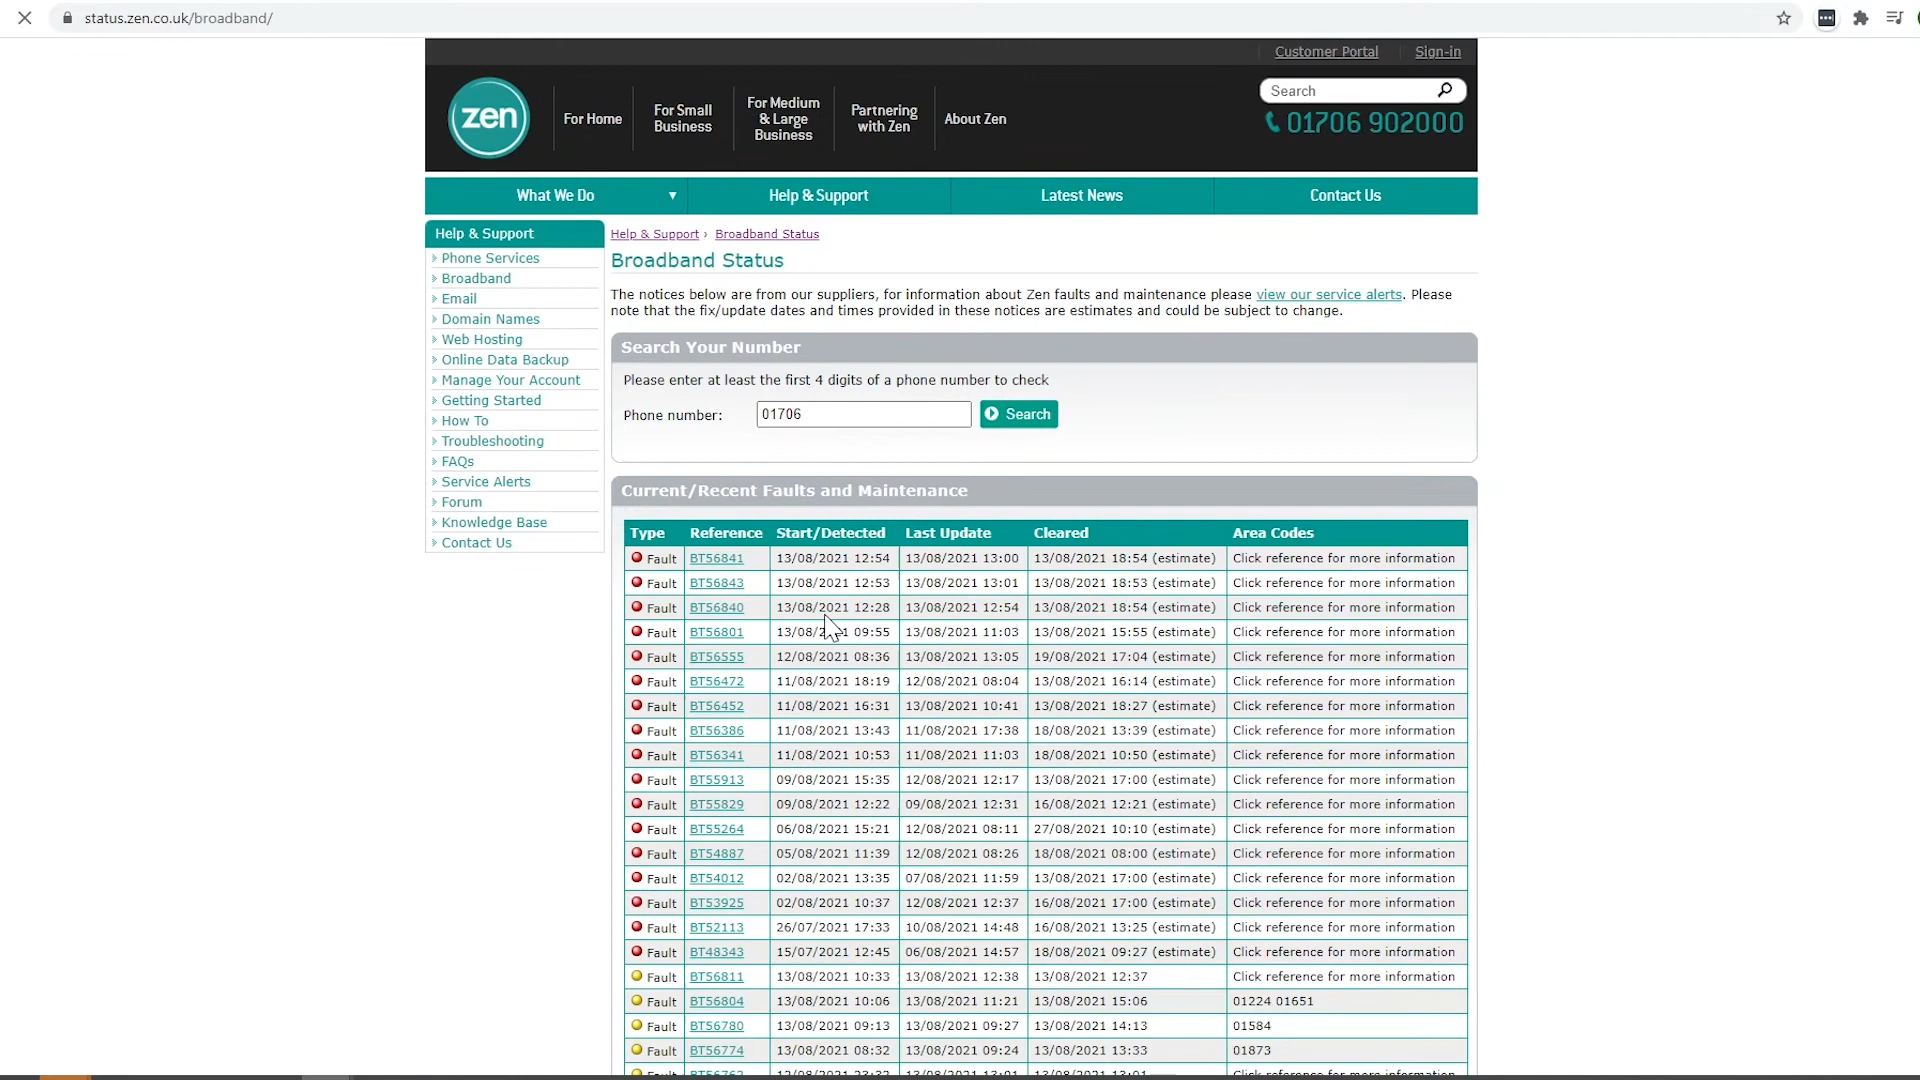 status.zen.co.uk/broadband/
Customer Portal
Sign-in
zen
For Home
For Small
Business
For Medium
& Large
Business
Partnering
with Zen
About Zen
Search
01706 902000
What We Do
Help & Support
Latest News
Contact Us
Help & Support
Phone Services
Broadband
Email
Domain Names
Web Hosting
Online Data Backup
Manage Your Account
Getting Started
How To
Troubleshooting
FAQs
Service Alerts
Forum
Knowledge Base
Contact Us
Help & Support › Broadband Status
Broadband Status
The notices below are from our suppliers, for information about Zen faults and maintenance please view our service alerts. Please
note that the fix/update dates and times provided in these notices are estimates and could be subject to change.
Search Your Number
Please enter at least the first 4 digits of a phone number to check
Phone number: 01706 Search
Current/Recent Faults and Maintenance
Type Reference Start/Detected Last Update Cleared Area Codes
Fault BT56841 13/08/2021 12:54 13/08/2021 13:00 13/08/2021 18:54 (estimate) Click reference for more information
Fault BT56843 13/08/2021 12:53 13/08/2021 13:01 13/08/2021 18:53 (estimate) Click reference for more information
Fault BT56840 13/08/2021 12:28 13/08/2021 12:54 13/08/2021 18:54 (estimate) Click reference for more information
Fault BT56801 13/08/2021 09:55 13/08/2021 11:03 13/08/2021 15:55 (estimate) Click reference for more information
Fault BT56555 12/08/2021 08:36 13/08/2021 13:05 19/08/2021 17:04 (estimate) Click reference for more information
Fault BT56472 11/08/2021 18:19 12/08/2021 08:04 13/08/2021 16:14 (estimate) Click reference for more information
Fault BT56452 11/08/2021 16:31 13/08/2021 10:41 13/08/2021 18:27 (estimate) Click reference for more information
Fault BT56386 11/08/2021 13:43 11/08/2021 17:38 18/08/2021 13:39 (estimate) Click reference for more information
Fault BT56341 11/08/2021 10:53 11/08/2021 11:03 18/08/2021 10:50 (estimate) Click reference for more information
Fault BT55913 09/08/2021 15:35 12/08/2021 12:17 13/08/2021 17:00 (estimate) Click reference for more information
Fault BT55829 09/08/2021 12:22 09/08/2021 12:31 16/08/2021 12:21 (estimate) Click reference for more information
Fault BT55264 06/08/2021 15:21 12/08/2021 08:11 27/08/2021 10:10 (estimate) Click reference for more information
Fault BT54887 05/08/2021 11:39 12/08/2021 08:26 18/08/2021 08:00 (estimate) Click reference for more information
Fault BT54012 02/08/2021 13:35 07/08/2021 11:59 13/08/2021 17:00 (estimate) Click reference for more information
Fault BT53925 02/08/2021 10:37 12/08/2021 12:37 16/08/2021 17:00 (estimate) Click reference for more information
Fault BT52113 26/07/2021 17:33 10/08/2021 14:48 16/08/2021 13:25 (estimate) Click reference for more information
Fault BT48343 15/07/2021 12:45 06/08/2021 14:57 18/08/2021 09:27 (estimate) Click reference for more information
Fault BT56811 13/08/2021 10:33 13/08/2021 12:38 13/08/2021 12:37 Click reference for more information
Fault BT56804 13/08/2021 10:06 13/08/2021 11:21 13/08/2021 15:06 01224 01651
Fault BT56780 13/08/2021 09:13 13/08/2021 09:27 13/08/2021 14:13 01584
Fault BT56774 13/08/2021 08:32 13/08/2021 09:24 13/08/2021 13:33 01873